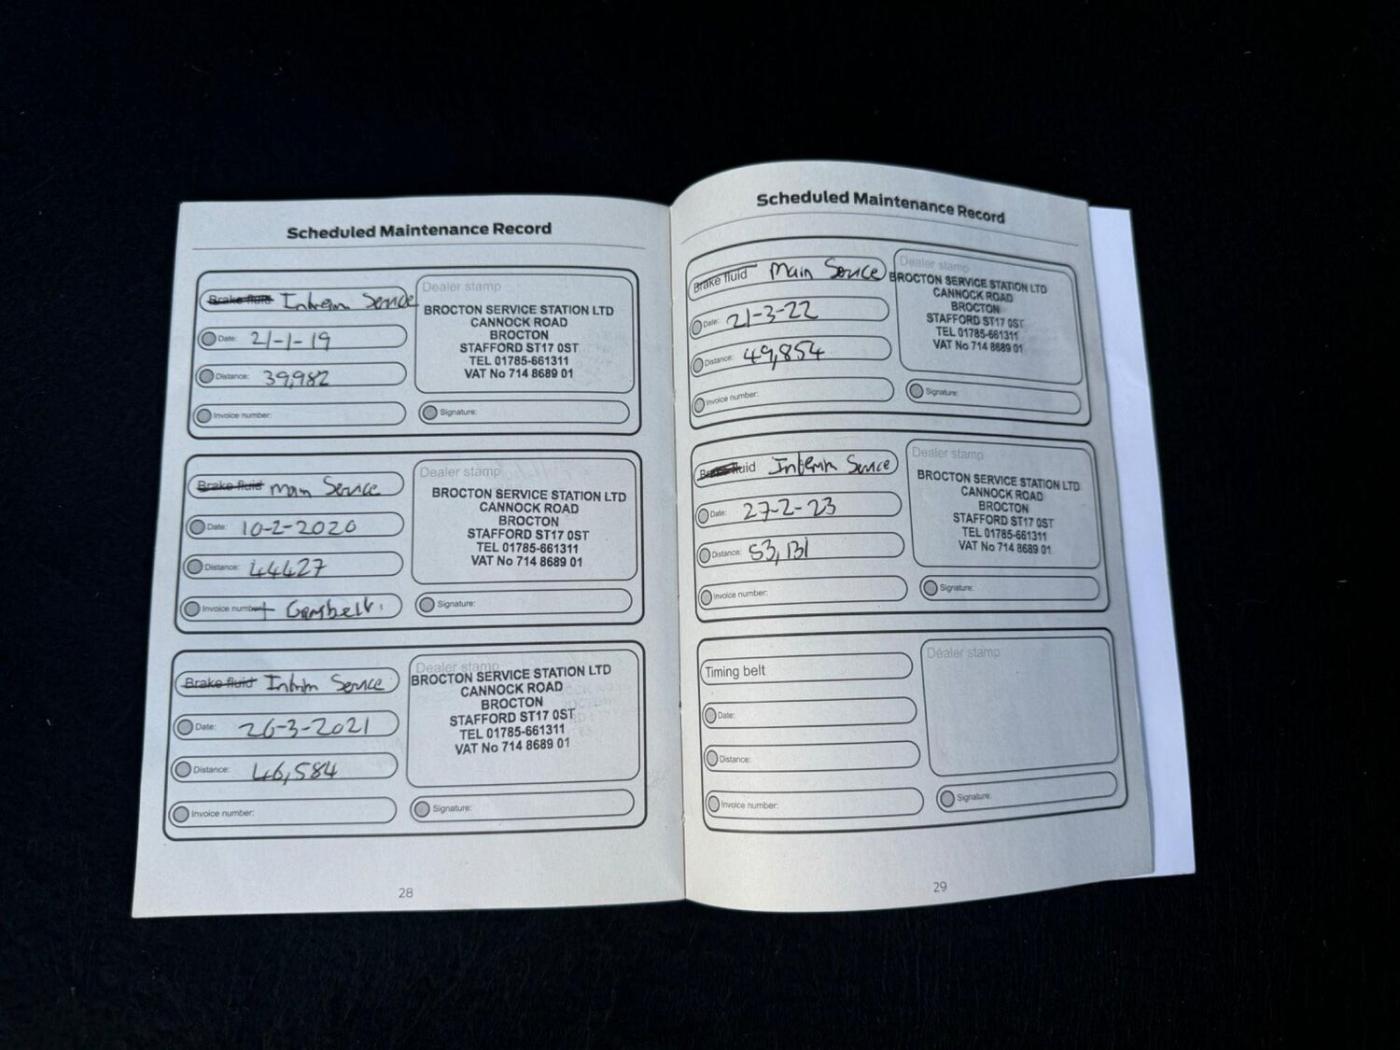 Scheduled Maintenance Record
Brake fluid Interim Service
Date: 21-1-19
Distance: 39,982
Invoice number:
Dealer stamp
BROCTON SERVICE STATION LTD
CANNOCK ROAD
BROCTON
STAFFORD ST17 0ST
TEL 01785-661311
VAT No 714 8689 01
Signature:
Brake fluid Main Service
Date: 10-2-2020
Distance: 44427
Invoice number: + Cambelt.
Dealer stamp
BROCTON SERVICE STATION LTD
CANNOCK ROAD
BROCTON
STAFFORD ST17 0ST
TEL 01785-661311
VAT No 714 8689 01
Signature:
Brake fluid Interim Service
Date: 26-3-2021
Distance: 46,584
Invoice number:
Dealer stamp
BROCTON SERVICE STATION LTD
CANNOCK ROAD
BROCTON
STAFFORD ST17 0ST
TEL 01785-661311
VAT No 714 8689 01
Signature:
28
Scheduled Maintenance Record
Brake fluid Main Service
Date: 21-3-22
Distance: 49,854
Invoice number:
Dealer stamp
BROCTON SERVICE STATION LTD
CANNOCK ROAD
BROCTON
STAFFORD ST17 0ST
TEL 01785-661311
VAT No 714 8689 01
Signature:
Brake fluid Interim Service
Date: 27-2-23
Distance: 53,131
Invoice number:
Dealer stamp
BROCTON SERVICE STATION LTD
CANNOCK ROAD
BROCTON
STAFFORD ST17 0ST
TEL 01785-661311
VAT No 714 8689 01
Signature:
Timing belt
Date:
Distance:
Invoice number:
Dealer stamp
Signature:
29